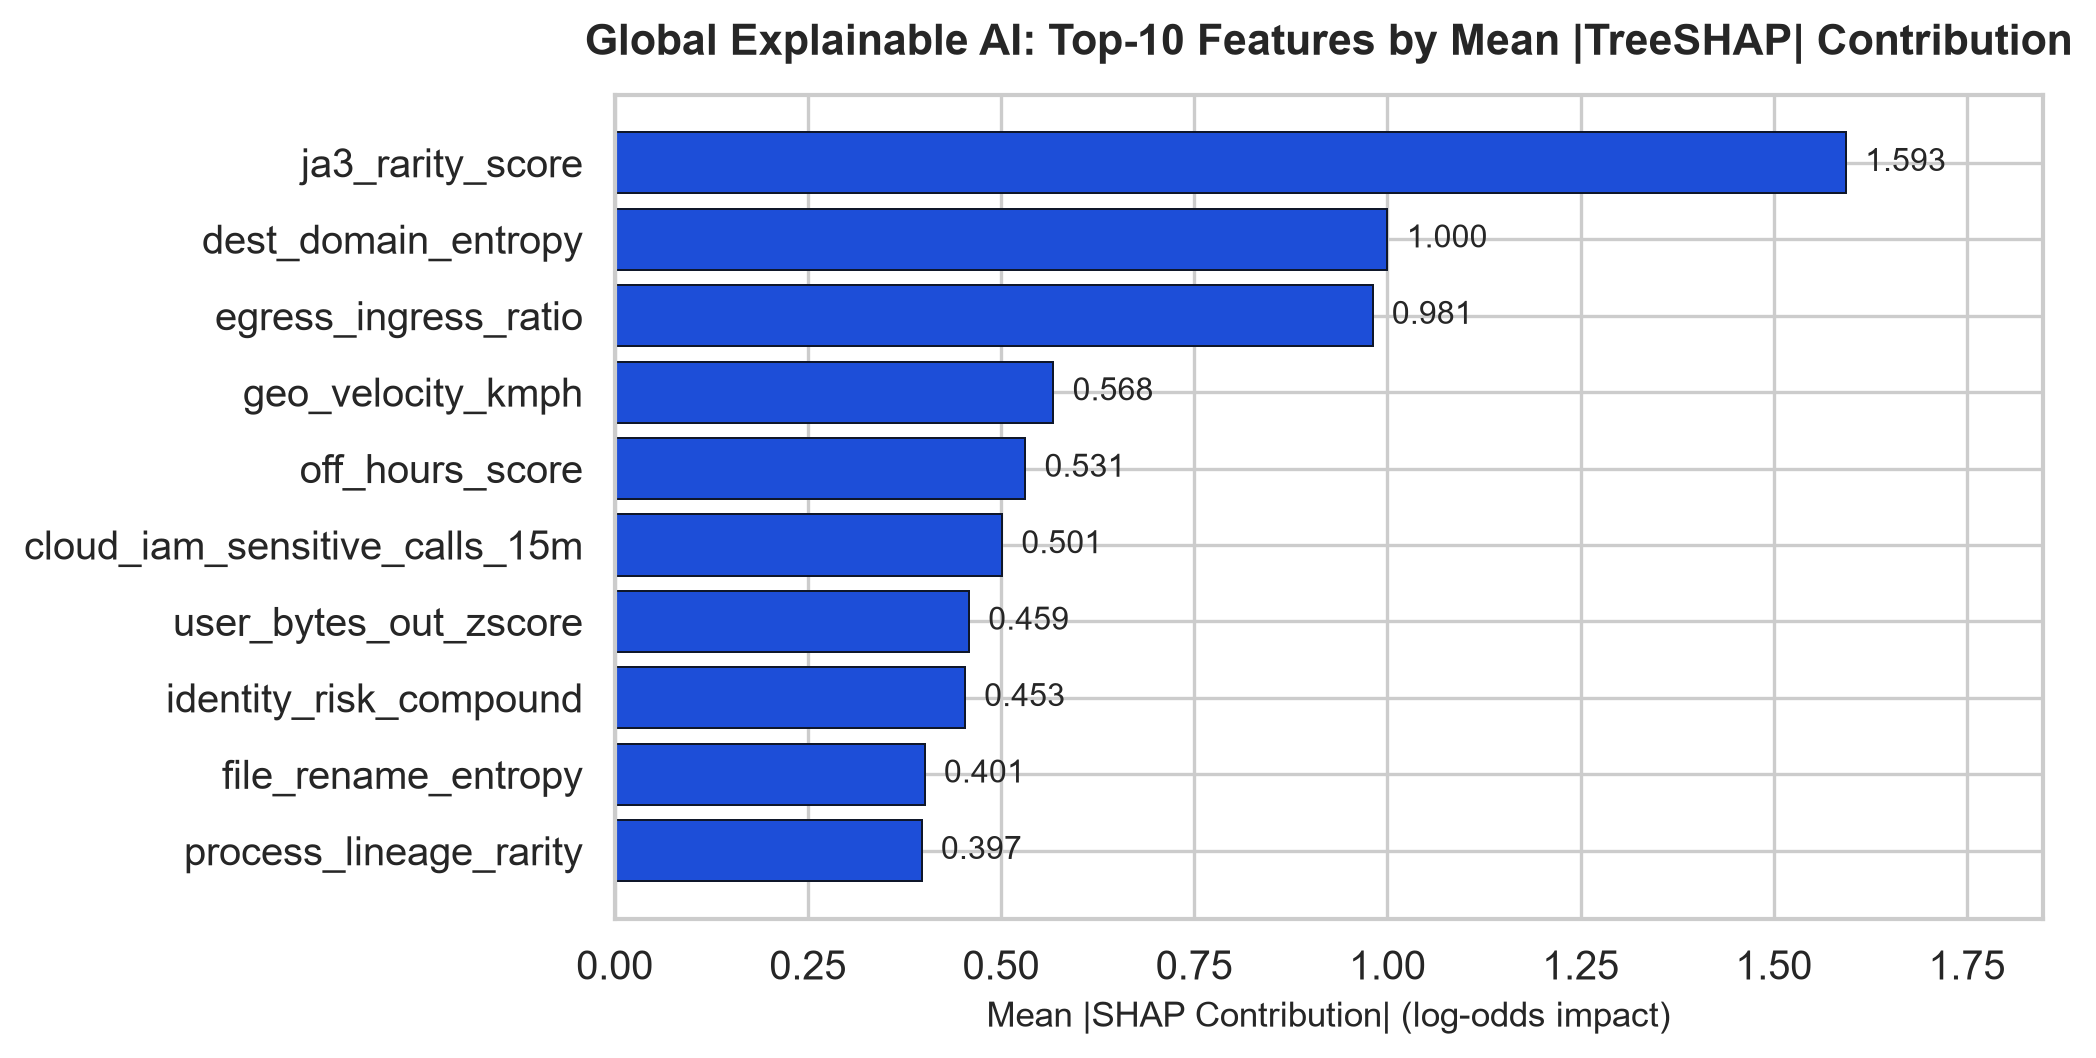 Global Explainable AI: Top-10 Features by Mean |TreeSHAP| Contribution
ja3_rarity_score 1.593
dest_domain_entropy 1.000
egress_ingress_ratio 0.981
geo_velocity_kmph 0.568
off_hours_score 0.531
cloud_iam_sensitive_calls_15m 0.501
user_bytes_out_zscore 0.459
identity_risk_compound 0.453
file_rename_entropy 0.401
process_lineage_rarity 0.397
0.00 0.25 0.50 0.75 1.00 1.25 1.50 1.75
Mean |SHAP Contribution| (log-odds impact)